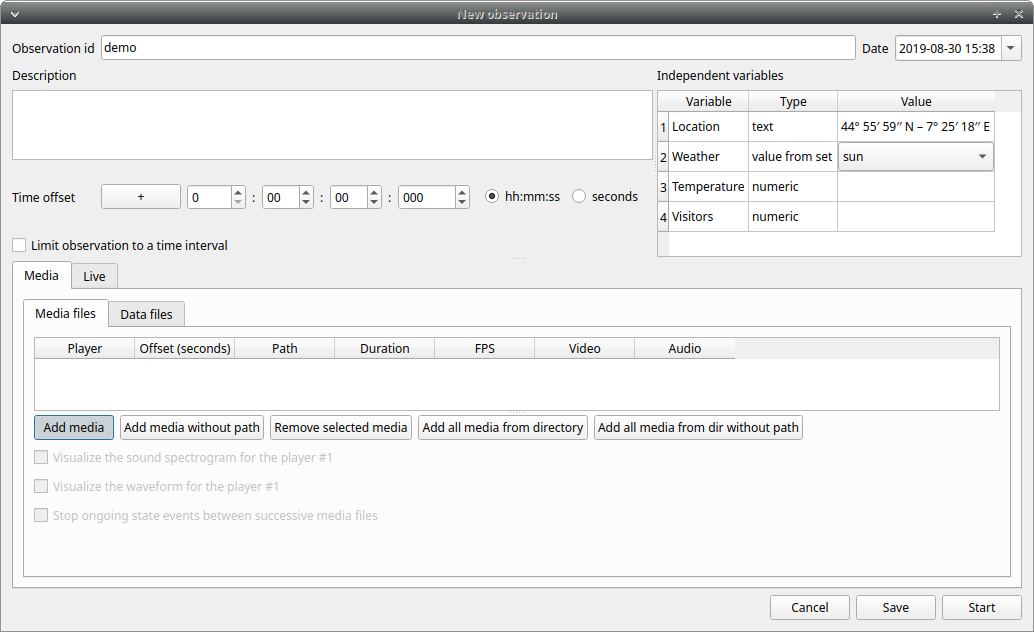 New observation
Observation id demo Date 2019-08-30 15:38
Description
Independent variables
Variable Type Value
1 Location text 44° 55′ 59′′ N – 7° 25′ 18′′ E
2 Weather value from set sun
3 Temperature numeric
4 Visitors numeric
Time offset + 0 : 00 : 00 : 000 hh:mm:ss seconds
Limit observation to a time interval
Media Live
Media files Data files
Player Offset (seconds) Path Duration FPS Video Audio
Add media Add media without path Remove selected media Add all media from directory Add all media from dir without path
Visualize the sound spectrogram for the player #1
Visualize the waveform for the player #1
Stop ongoing state events between successive media files
Cancel Save Start